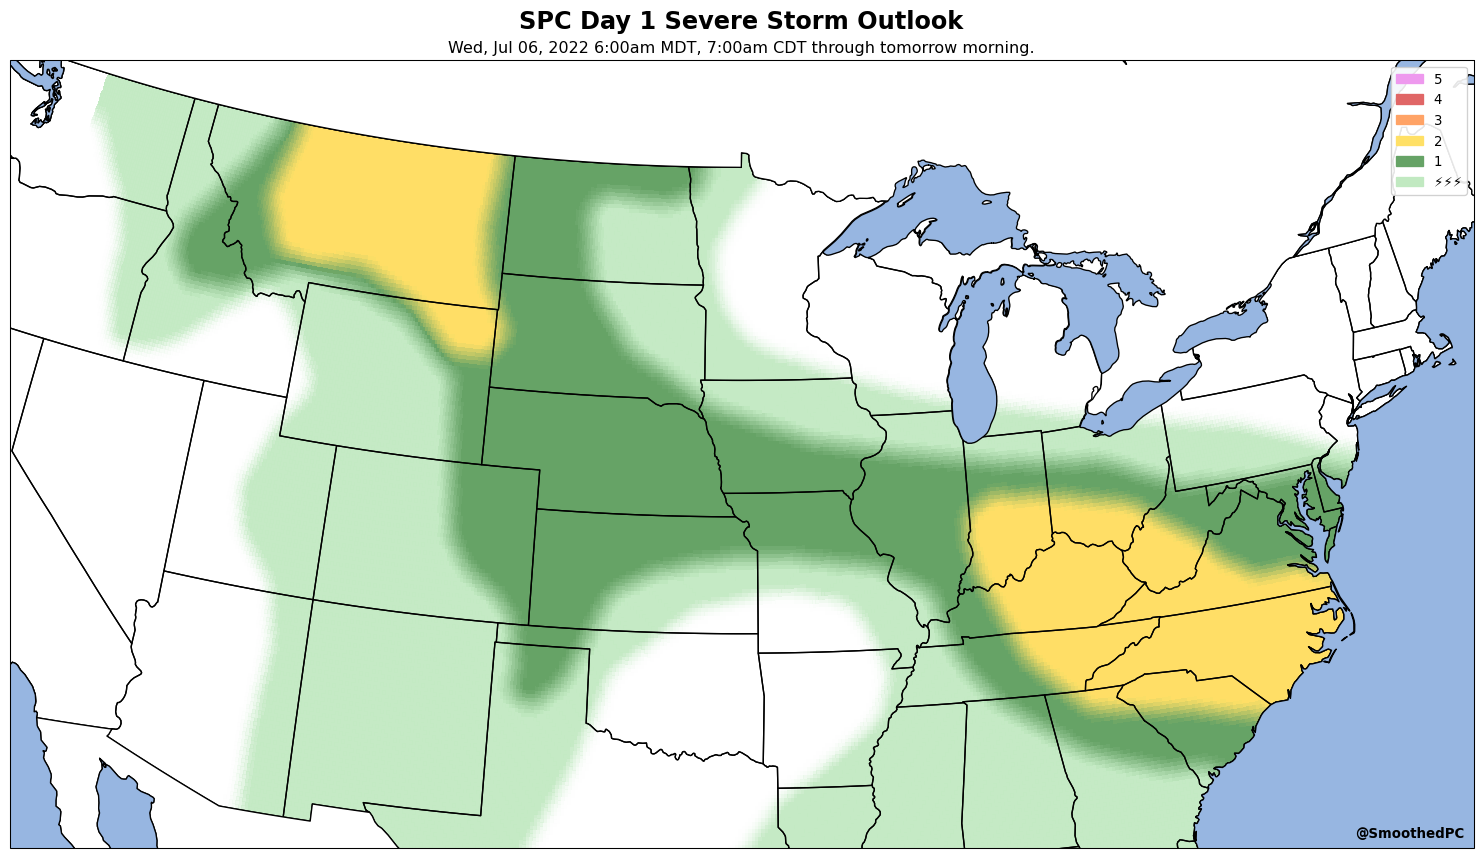 SPC Day 1 Severe Storm Outlook
Wed, Jul 06, 2022 6:00am MDT, 7:00am CDT through tomorrow morning.
5
4
3
2
1
⚡⚡⚡
@SmoothedPC